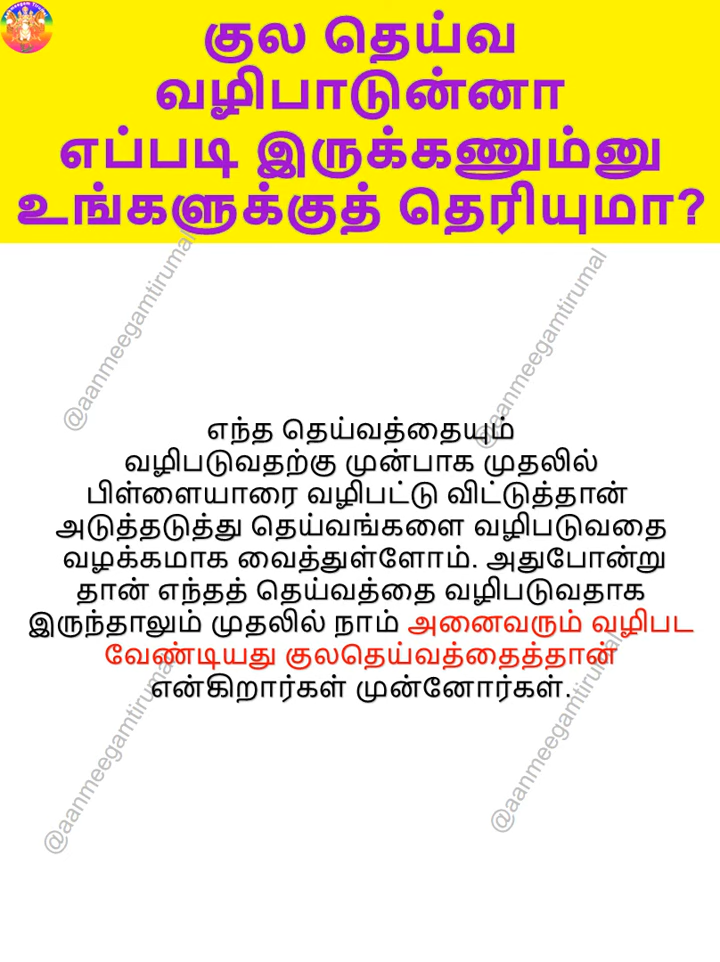 குல தெய்வ
வழிபாடுன்னா
எப்படி இருக்கணும்னு
உங்களுக்குத் தெரியுமா?
@aanmeegamtirumal
@aanmeegamtirumal
எந்த தெய்வத்தையும்
வழிபடுவதற்கு முன்பாக முதலில்
பிள்ளையாரை வழிபட்டு விட்டுத்தான்
அடுத்தடுத்து தெய்வங்களை வழிபடுவதை
வழக்கமாக வைத்துள்ளோம். அதுபோன்று
தான் எந்தத் தெய்வத்தை வழிபடுவதாக
இருந்தாலும் முதலில் நாம் அனைவரும் வழிபட
வேண்டியது குலதெய்வத்தைத்தான்
என்கிறார்கள் முன்னோர்கள்.
@aanmeegamtirumal
@aanmeegamtirumal